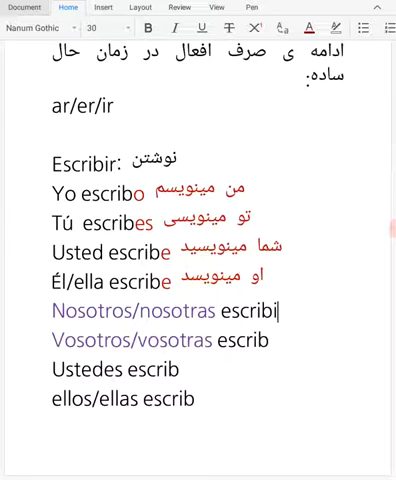 Document Home Insert Layout Review View Pen
Nanum Gothic 30 B I U T X¹ A A
ادامه ی صرف افعال در زمان حال
ساده:
ar/er/ir
Escribir: نوشتن
Yo escribo من مینویسم
Tú escribes تو مینویسی
Usted escribe شما مینویسید
Él/ella escribe او مینویسد
Nosotros/nosotras escribi
Vosotros/vosotras escrib
Ustedes escrib
ellos/ellas escrib